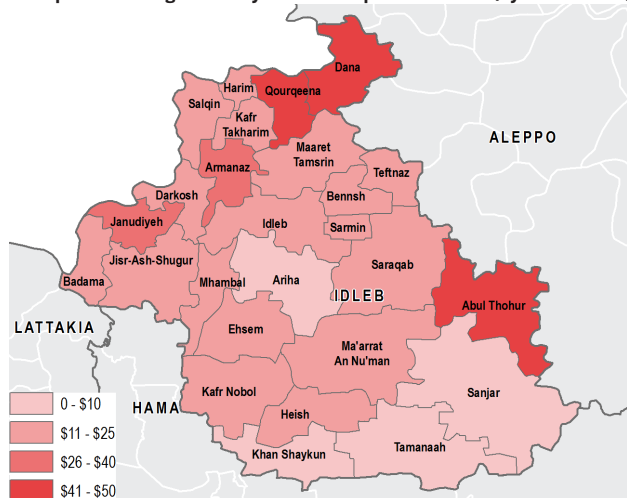 Dana
Harim
Qourqeena
Salqin
Kafr
Takharim
ALEPPO
Maaret
Tamsrin
Armanaz
Teftnaz
Darkosh
Bennsh
Janudiyeh
Idleb
Sarmin
Jisr-Ash-Shugur
Saraqab
Badama
Mhambal
Ariha
IDLEB
Abul Thohur
LATTAKIA
Ehsem
Ma'arrat
An Nu'man
Kafr Nobol
Sanjar
HAMA
Heish
Tamanaah
Khan Shaykun
0 - $10
$11 - $25
$26 - $40
$41 - $50